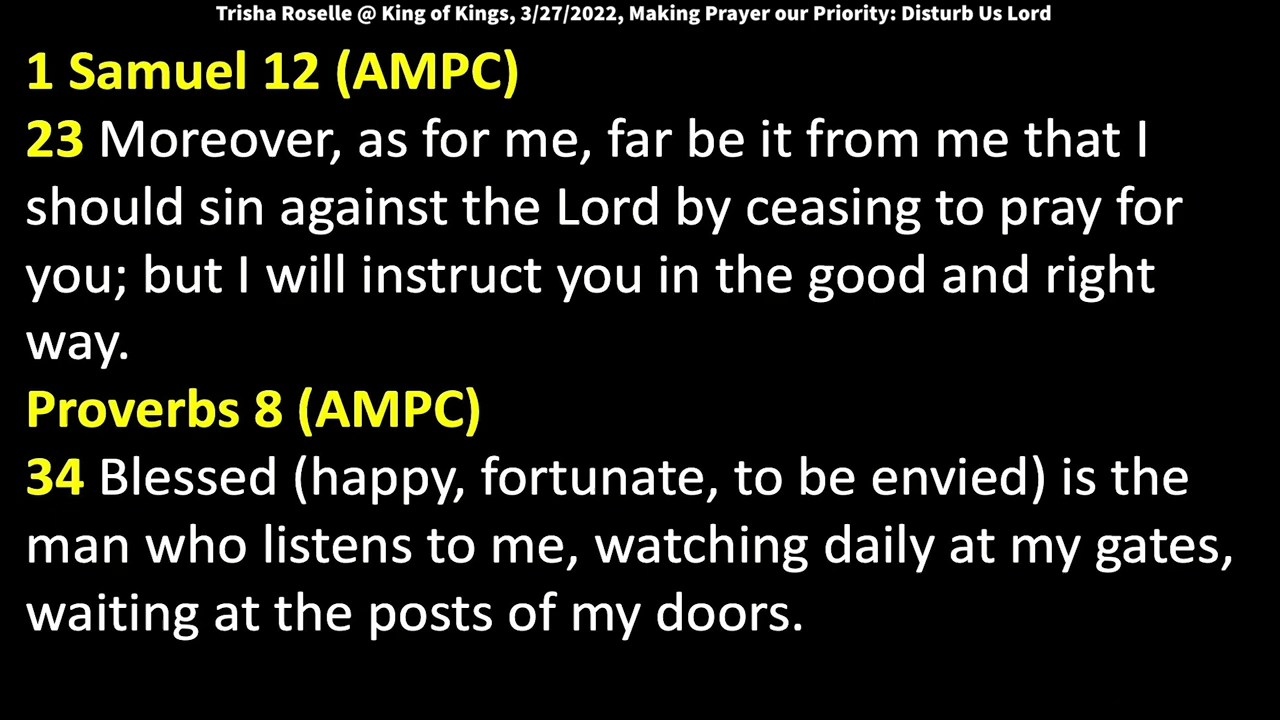 Trisha Roselle @ King of Kings, 3/27/2022, Making Prayer our Priority: Disturb Us Lord
1 Samuel 12 (AMPC)
23 Moreover, as for me, far be it from me that I
should sin against the Lord by ceasing to pray for
you; but I will instruct you in the good and right
way.
Proverbs 8 (AMPC)
34 Blessed (happy, fortunate, to be envied) is the
man who listens to me, watching daily at my gates,
waiting at the posts of my doors.